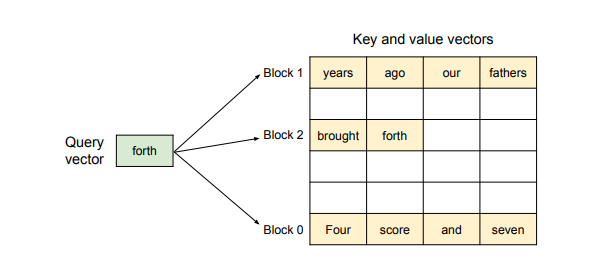 Key and value vectors
Block 1 years ago our fathers
Block 2 brought forth
Query vector
forth
Block 0 Four score and seven